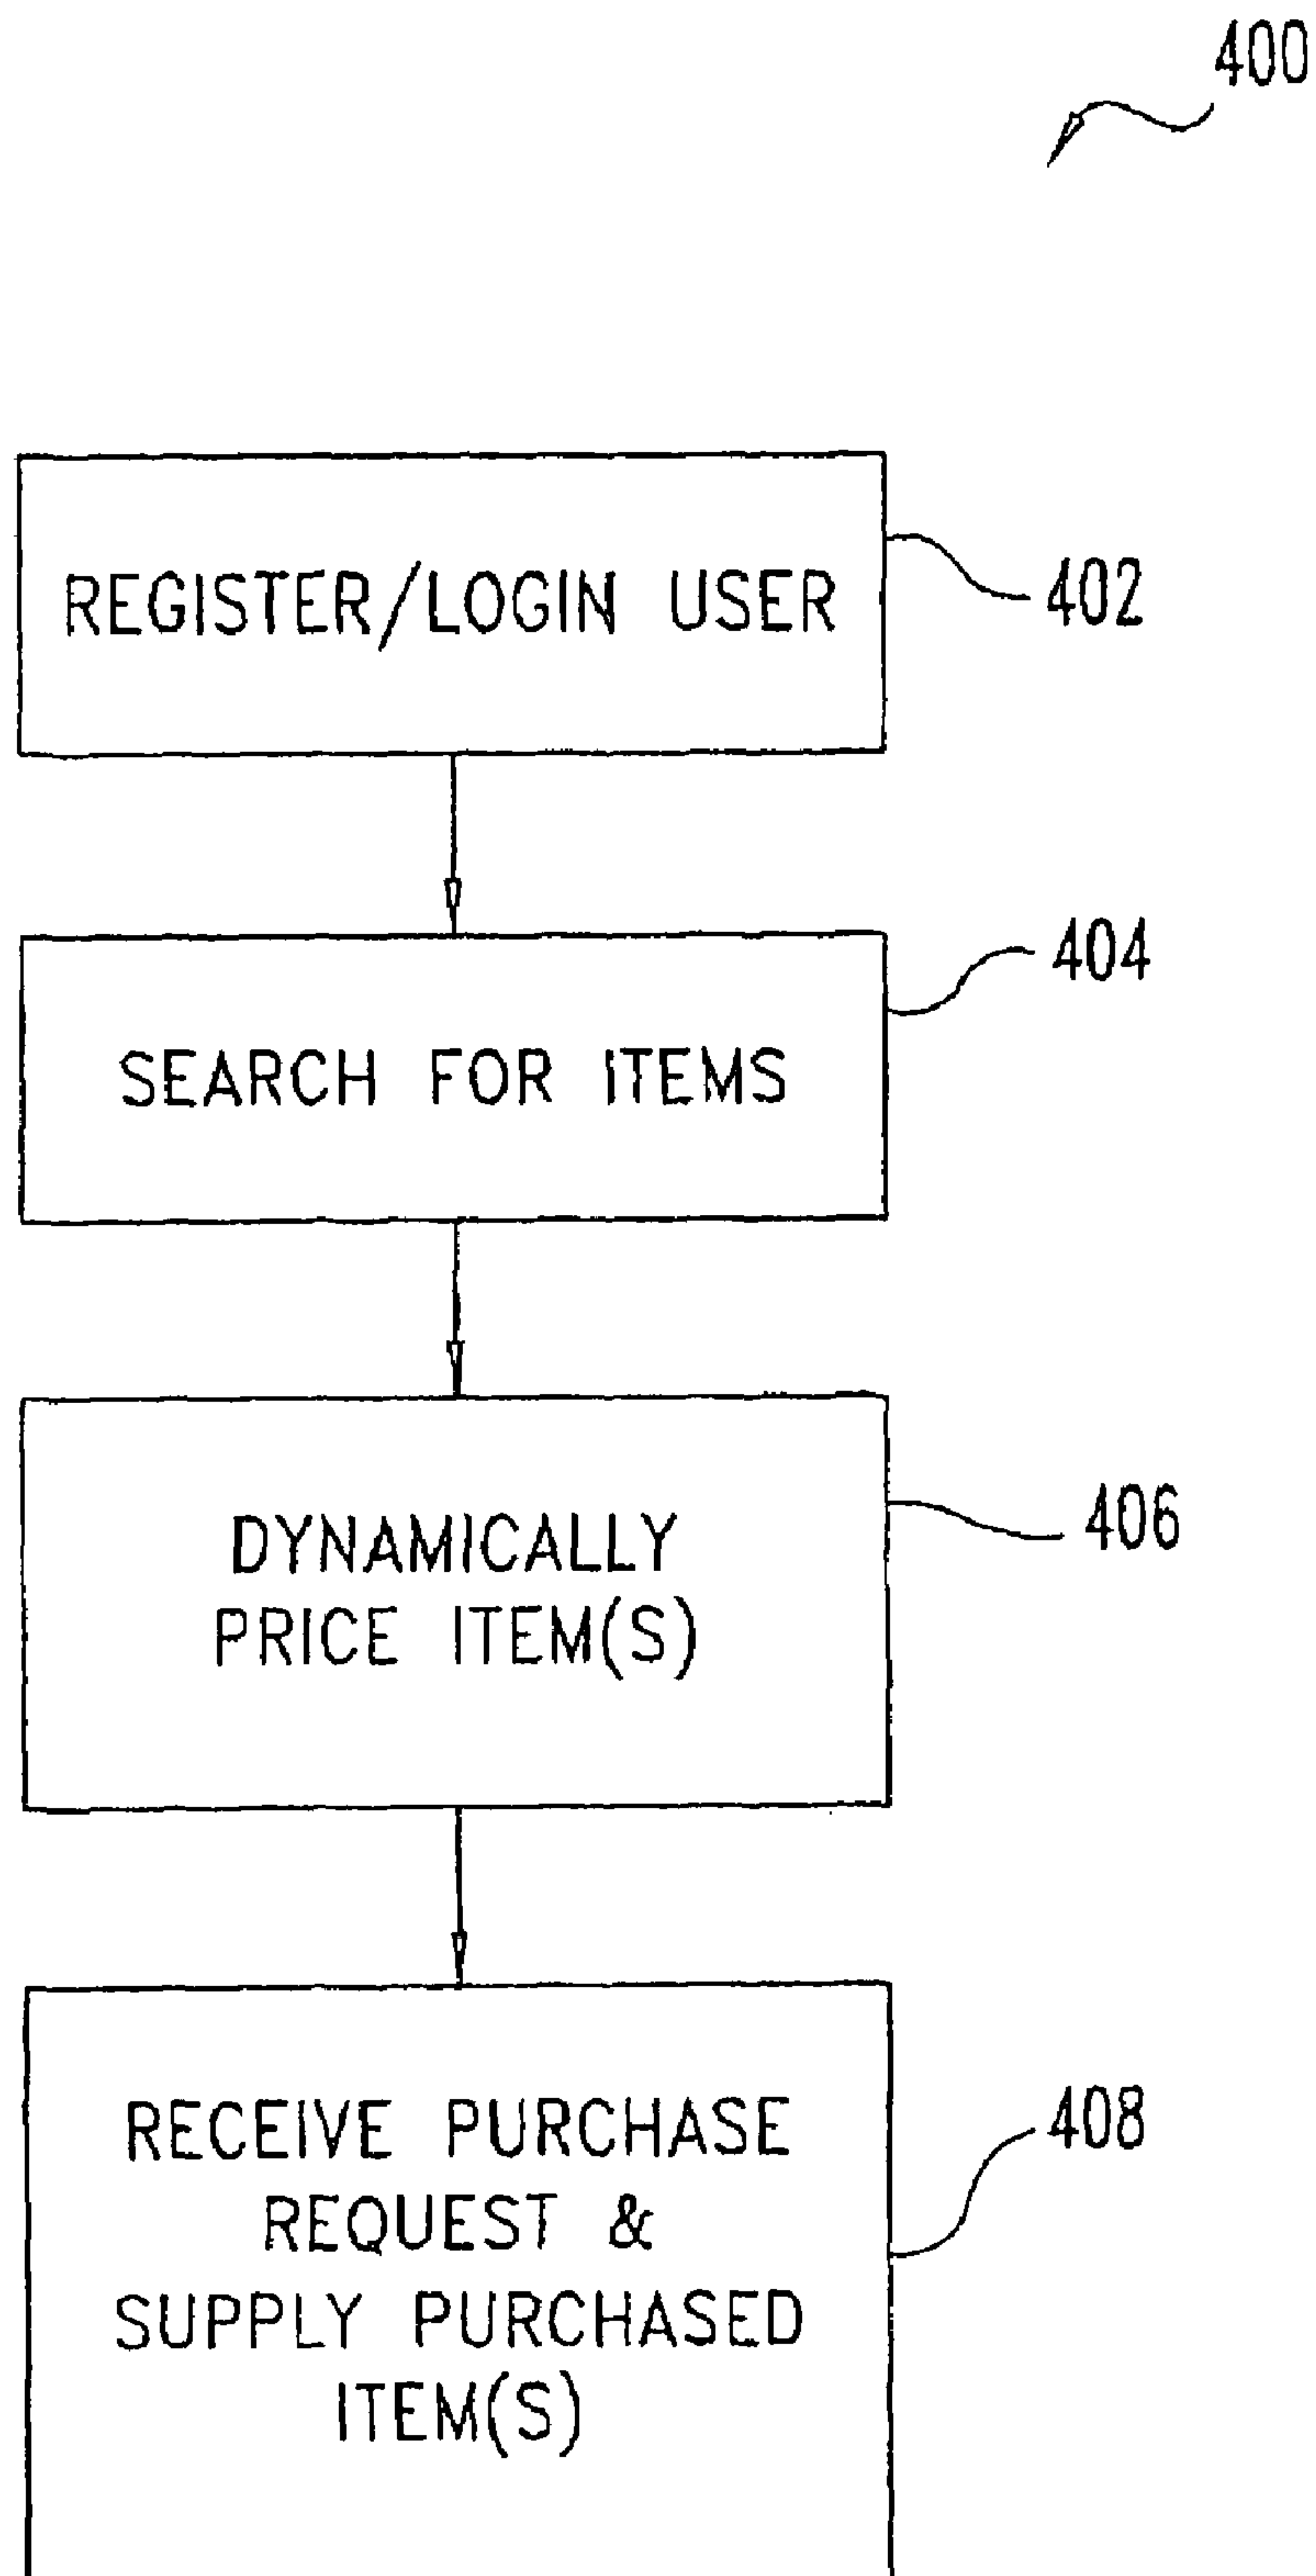 400
REGISTER/LOGIN USER
402
SEARCH FOR ITEMS
404
DYNAMICALLY
PRICE ITEM(S)
406
RECEIVE PURCHASE
REQUEST &
SUPPLY PURCHASED
ITEM(S)
408